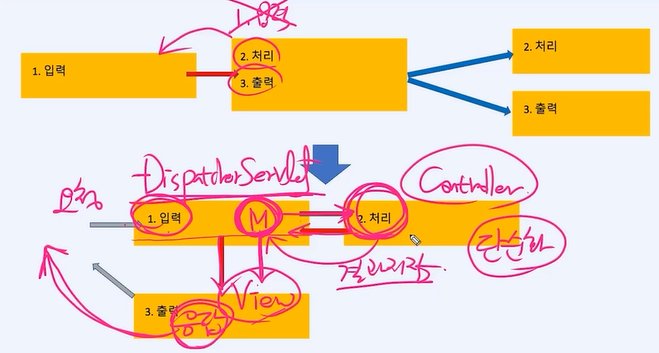 1. 입력
1. 입력
2. 처리
3. 출력
2. 처리
3. 출력
DispatcherServlet
Controller
요청
1. 입력
M
2. 처리
단순화
결과저장
View
3. 출력
응답